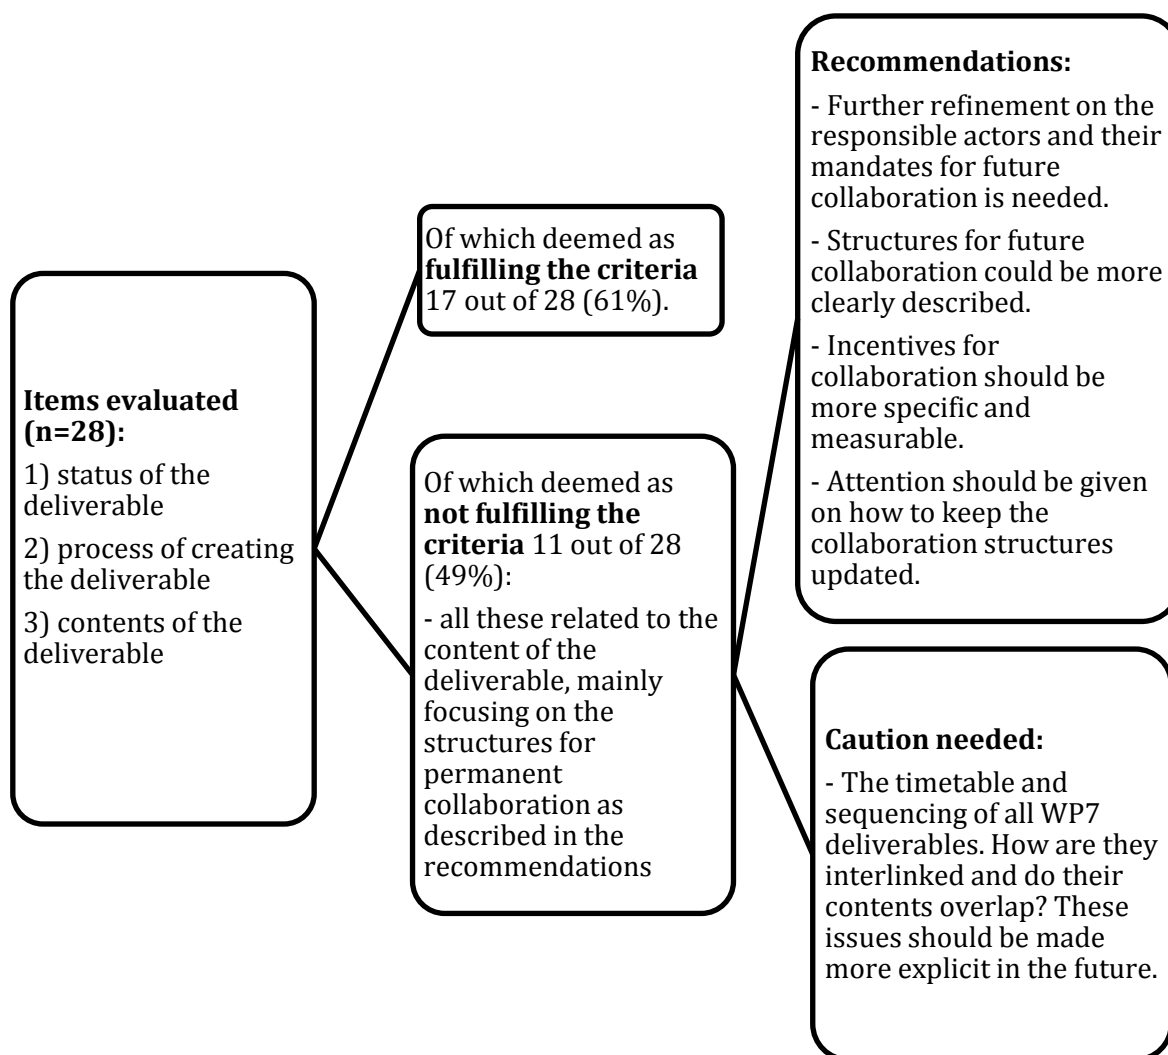 Items evaluated
(n=28):
1) status of the
deliverable
2) process of creating
the deliverable
3) contents of the
deliverable
Of which deemed as
fulfilling the criteria
17 out of 28 (61%).
Of which deemed as
not fulfilling the
criteria 11 out of 28
(49%):
- all these related to the
content of the
deliverable, mainly
focusing on the
structures for
permanent
collaboration as
described in the
recommendations
Recommendations:
- Further refinement on the
responsible actors and their
mandates for future
collaboration is needed.
- Structures for future
collaboration could be more
clearly described.
- Incentives for
collaboration should be
more specific and
measurable.
- Attention should be given
on how to keep the
collaboration structures
updated.
Caution needed:
- The timetable and
sequencing of all WP7
deliverables. How are they
interlinked and do their
contents overlap? These
issues should be made
more explicit in the future.